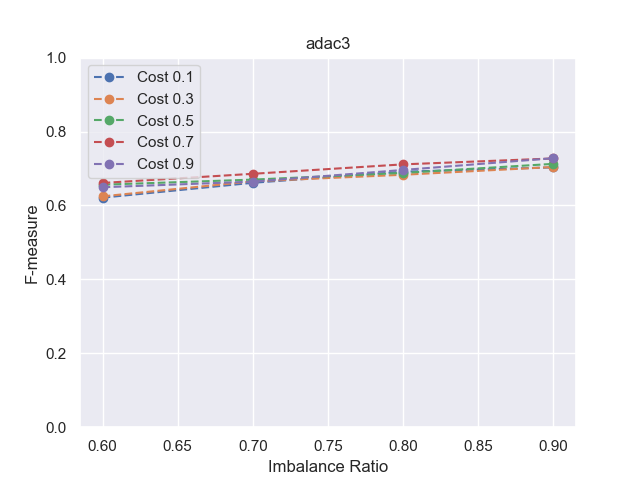 adac3
Cost 0.1
Cost 0.3
Cost 0.5
Cost 0.7
Cost 0.9
1.0
0.8
0.6
0.4
0.2
0.0
F-measure
0.60 0.65 0.70 0.75 0.80 0.85 0.90
Imbalance Ratio